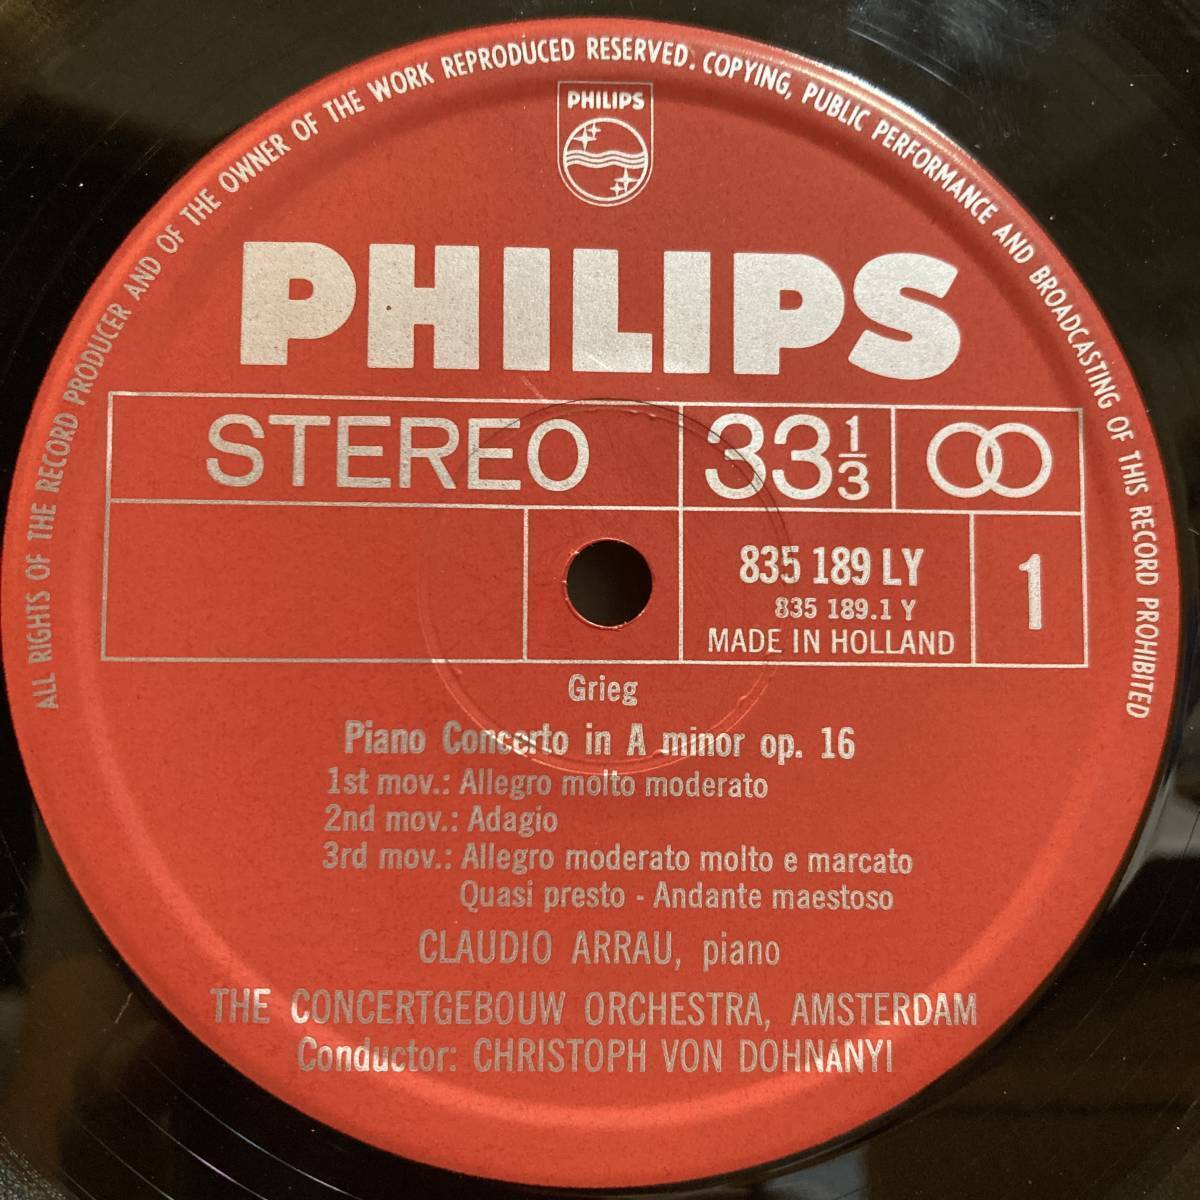 ALL RIGHTS OF THE RECORD PRODUCER AND OF THE OWNER OF THE WORK REPRODUCED RESERVED. COPYING, PUBLIC PERFORMANCE AND BROADCASTING OF THIS RECORD PROHIBITED
PHILIPS
PHILIPS
STEREO 33 1/3
835 189 LY 1
835 189.1 Y
MADE IN HOLLAND
Grieg
Piano Concerto in A minor op. 16
1st mov.: Allegro molto moderato
2nd mov.: Adagio
3rd mov.: Allegro moderato molto e marcato
Quasi presto - Andante maestoso
CLAUDIO ARRAU, piano
THE CONCERTGEBOUW ORCHESTRA, AMSTERDAM
Conductor: CHRISTOPH VON DOHNÁNYI